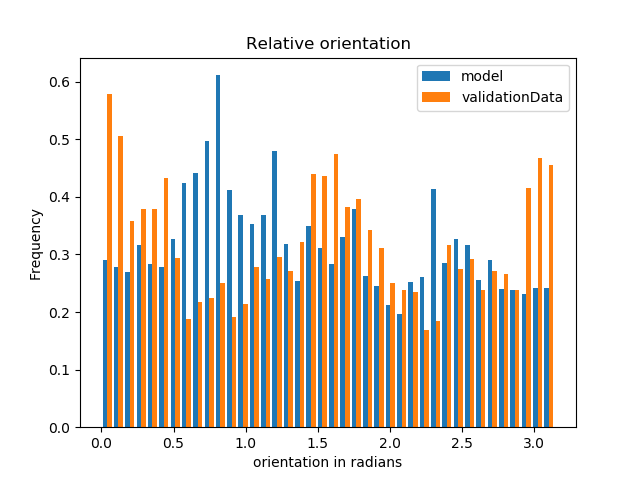 Relative orientation
model
validationData
Frequency
0.6
0.5
0.4
0.3
0.2
0.1
0.0
0.0 0.5 1.0 1.5 2.0 2.5 3.0
orientation in radians